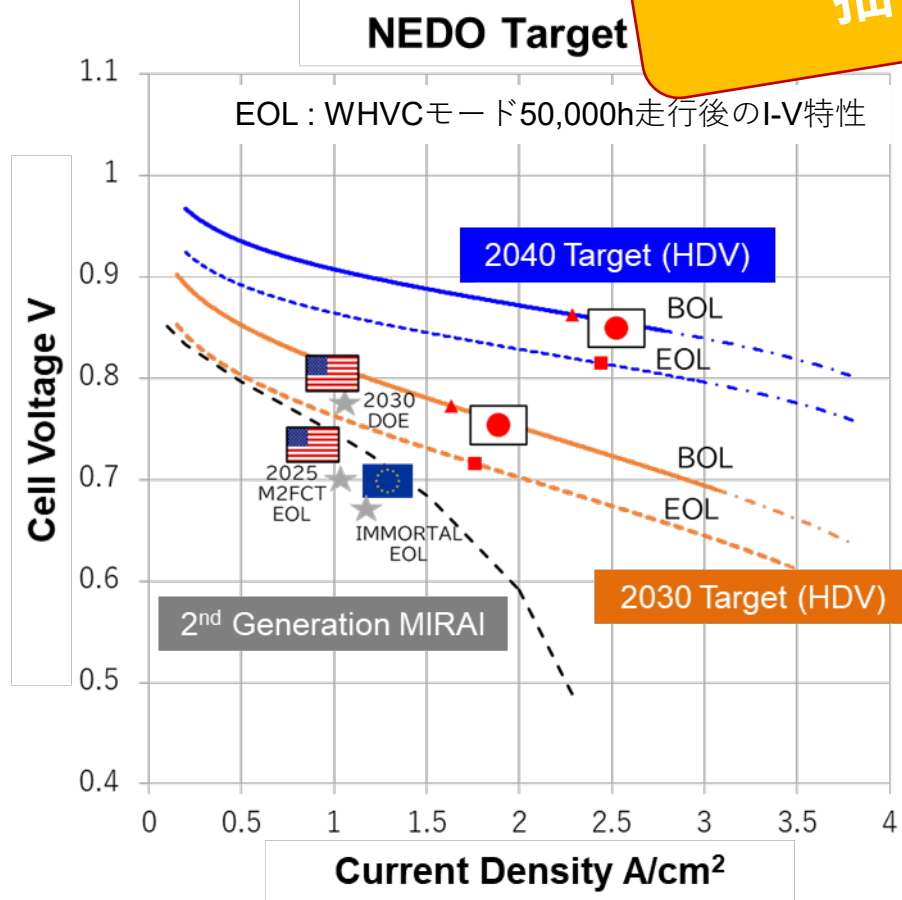 NEDO Target
EOL : WHVCモード50,000h走行後のI-V特性
Cell Voltage V
1.1
1
0.9
0.8
0.7
0.6
0.5
0.4
2040 Target (HDV)
BOL
EOL
2030
DOE
BOL
EOL
2025
M2FCT
EOL
IMMORTAL
EOL
2030 Target (HDV)
2nd Generation MIRAI
0
0.5
1
1.5
2
2.5
3
3.5
4
Current Density A/cm2